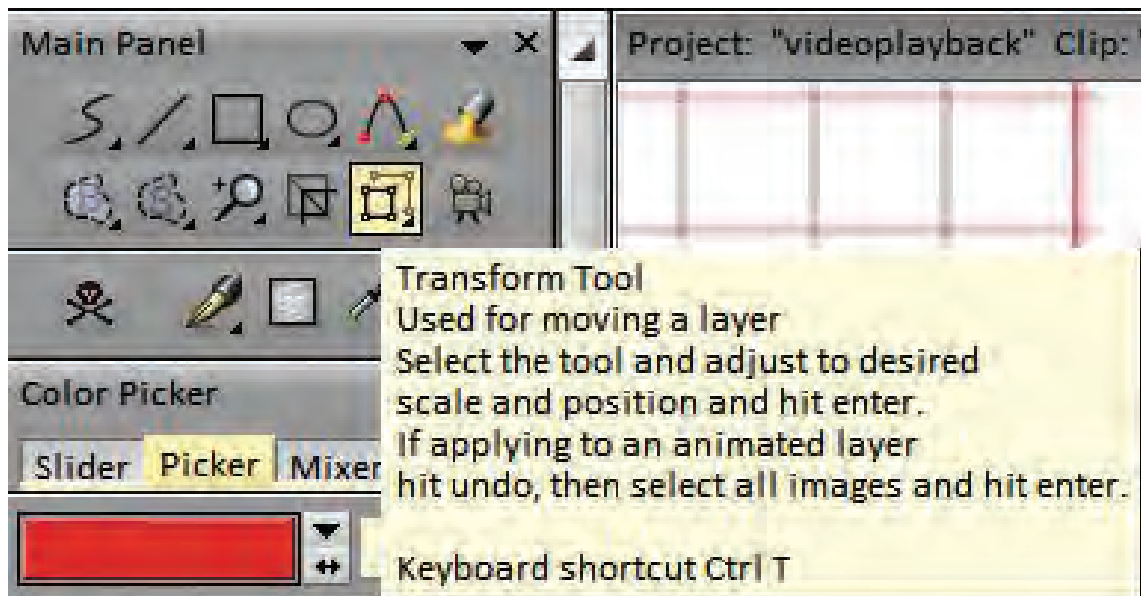 Main Panel
Project: "videoplayback" Clip: "
Transform Tool
Used for moving a layer
Select the tool and adjust to desired
scale and position and hit enter.
If applying to an animated layer
hit undo, then select all images and hit enter.
Keyboard shortcut Ctrl T
Color Picker
Slider Picker Mixer